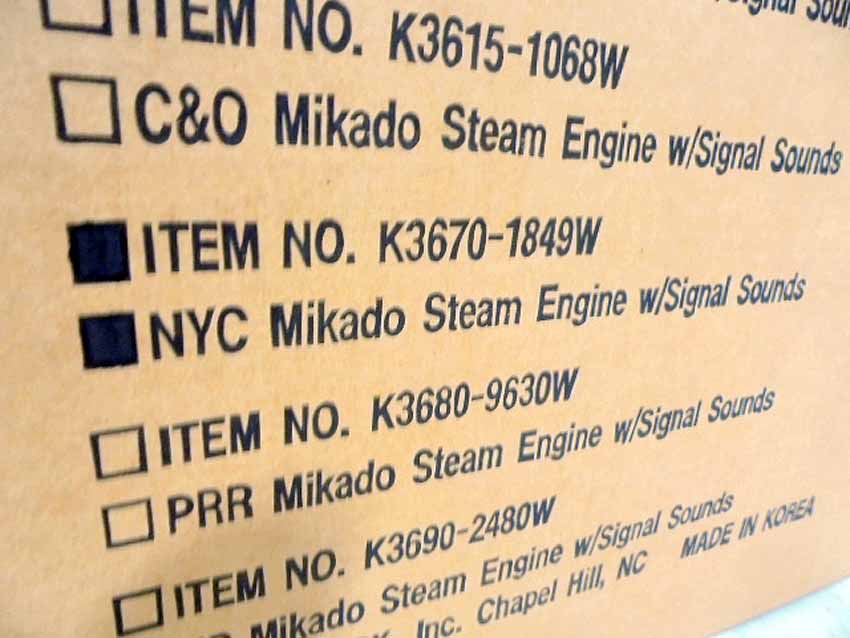 Signal Sou
ITEM NO. K3615-1068W
C&O Mikado Steam Engine w/Signal Sounds
ITEM NO. K3670-1849W
NYC Mikado Steam Engine w/Signal Sounds
ITEM NO. K3680-9630W
PRR Mikado Steam Engine w/Signal Sounds
ITEM NO. K3690-2480W
Mikado Steam Engine w/Signal Sounds
Inc. Chapel Hill, NC MADE IN KOREA